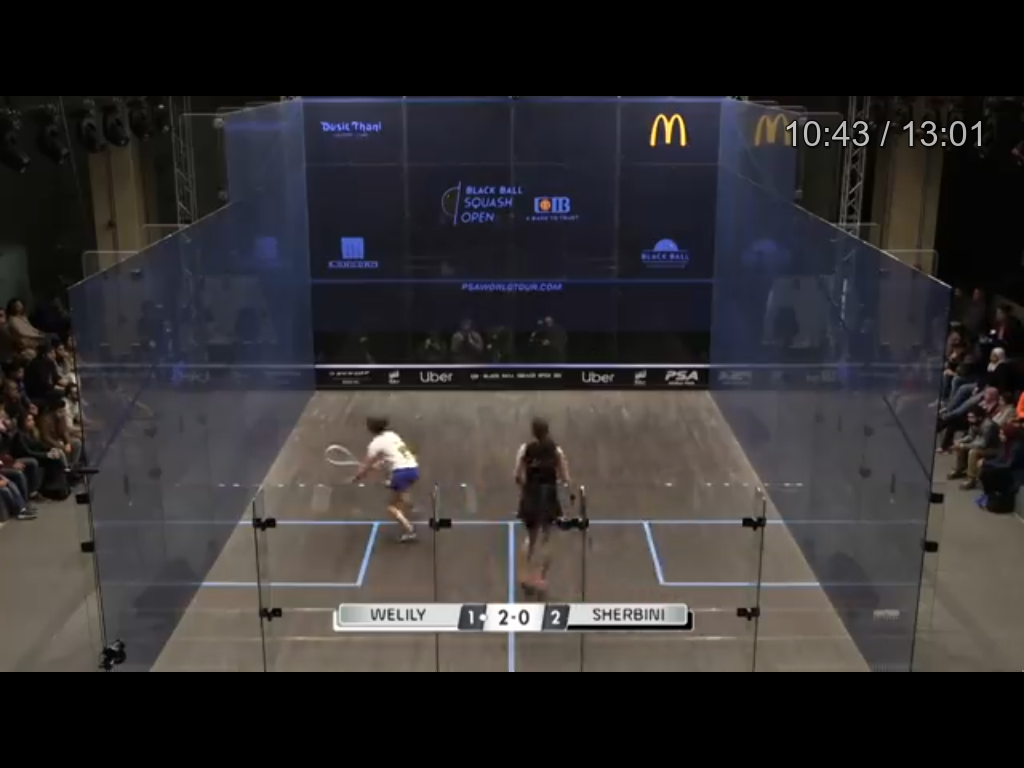 Dusit Thani
M
M
10:43 / 13:01
BLACK BALL
SQUASH
OPEN
CIB
A BANK TO TRUST
BLACK BALL
PSAWORLDTOUR.COM
Uber
Uber
PSA
WELILY 1 2-0 2 SHERBINI